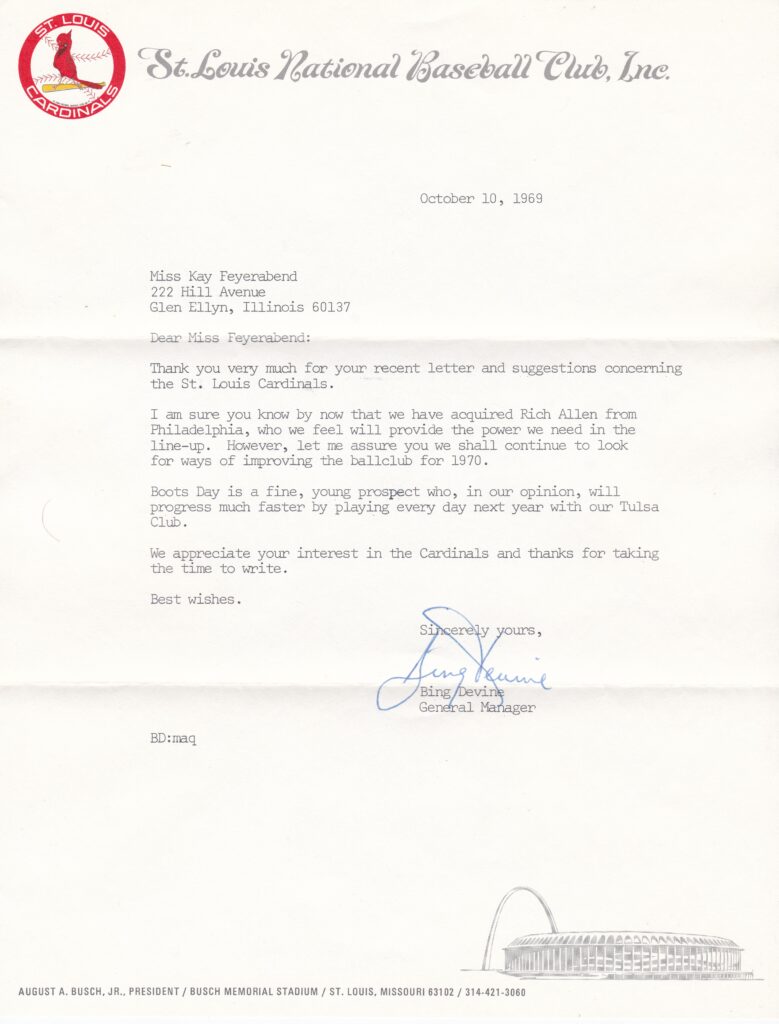 ST. LOUIS
CARDINALS
St. Louis National Baseball Club, Inc.
October 10, 1969
Miss Kay Feyerabend
222 Hill Avenue
Glen Ellyn, Illinois 60137
Dear Miss Feyerabend:
Thank you very much for your recent letter and suggestions concerning
the St. Louis Cardinals.
I am sure you know by now that we have acquired Rich Allen from
Philadelphia, who we feel will provide the power we need in the
line-up. However, let me assure you we shall continue to look
for ways of improving the ballclub for 1970.
Boots Day is a fine, young prospect who, in our opinion, will
progress much faster by playing every day next year with our Tulsa
Club.
We appreciate your interest in the Cardinals and thanks for taking
the time to write.
Best wishes.
Sincerely yours,
Bing Devine
Bing Devine
General Manager
BD:maq
AUGUST A. BUSCH, JR., PRESIDENT / BUSCH MEMORIAL STADIUM / ST. LOUIS, MISSOURI 63102 / 314-421-3060